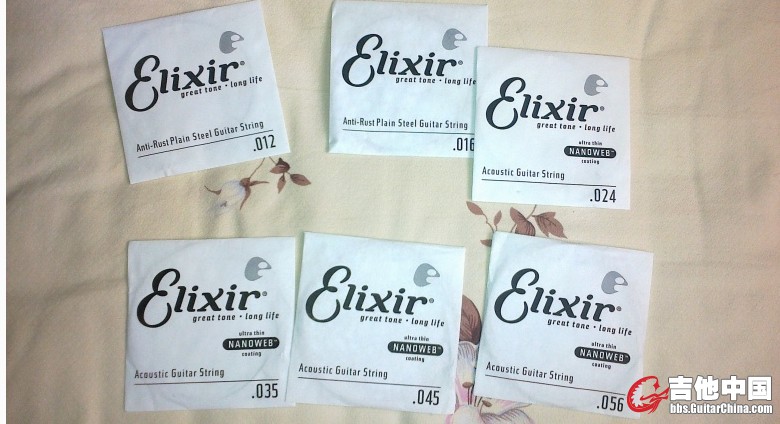 Elixir®
great tone • long life
Anti-Rust Plain Steel Guitar String
.012
Elixir®
great tone • long life
Anti-Rust Plain Steel Guitar String
.016
Elixir®
great tone • long life
ultra thin
NANOWEB™
coating
Acoustic Guitar String
.024
Elixir®
great tone • long life
ultra thin
NANOWEB™
coating
Acoustic Guitar String
.035
Elixir®
great tone • long life
ultra thin
NANOWEB™
coating
Acoustic Guitar String
.045
Elixir®
great tone • long life
ultra thin
NANOWEB™
coating
Acoustic Guitar String
.056
吉他中国
bbs.GuitarChina.com